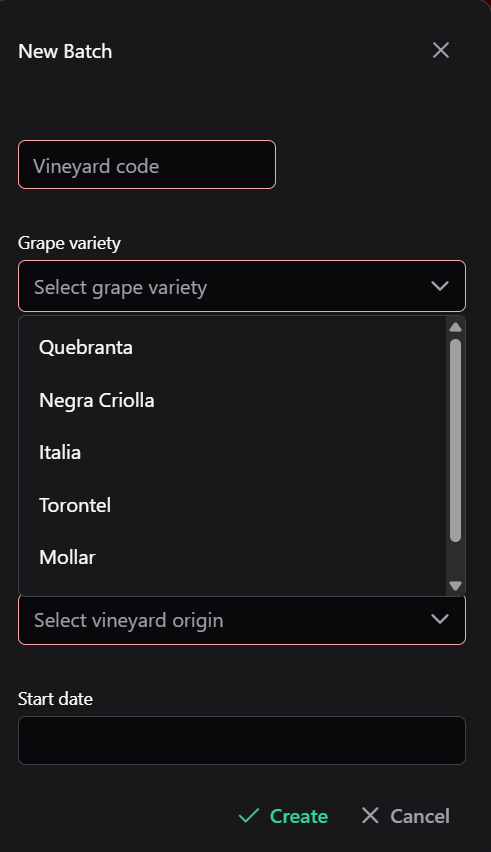 New Batch
Vineyard code
Grape variety
Select grape variety
Quebranta
Negra Criolla
Italia
Torontel
Mollar
Select vineyard origin
Start date
Create Cancel